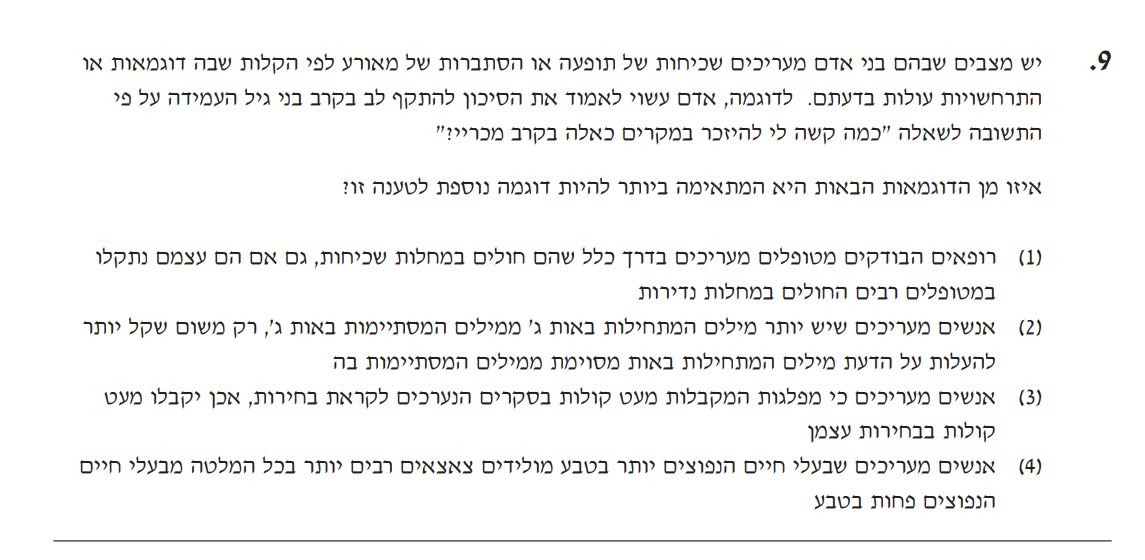 9. יש מצבים שבהם בני אדם מעריכים שכיחות של תופעה או הסתברות של מאורע לפי הקלות שבה דוגמאות או
התרחשויות עולות בדעתם. לדוגמה, אדם עשוי לאמוד את הסיכון להתקף לב בקרב בני גיל העמידה על פי
התשובה לשאלה "כמה קשה לי להיזכר במקרים כאלה בקרב מכריי?"
איזו מן הדוגמאות הבאות היא המתאימה ביותר להיות דוגמה נוספת לטענה זו?
(1) רופאים הבודקים מטופלים מעריכים בדרך כלל שהם חולים במחלות שכיחות, גם אם הם עצמם נתקלו
במטופלים רבים החולים במחלות נדירות
(2) אנשים מעריכים שיש יותר מילים המתחילות באות ג' ממילים המסתיימות באות ג', רק משום שקל יותר
להעלות על הדעת מילים המתחילות באות מסוימת ממילים המסתיימות בה
(3) אנשים מעריכים כי מפלגות המקבלות מעט קולות בסקרים הנערכים לקראת בחירות, אכן יקבלו מעט
קולות בבחירות עצמן
(4) אנשים מעריכים שבעלי חיים הנפוצים יותר בטבע מולידים צאצאים רבים יותר בכל המלטה מבעלי חיים
הנפוצים פחות בטבע